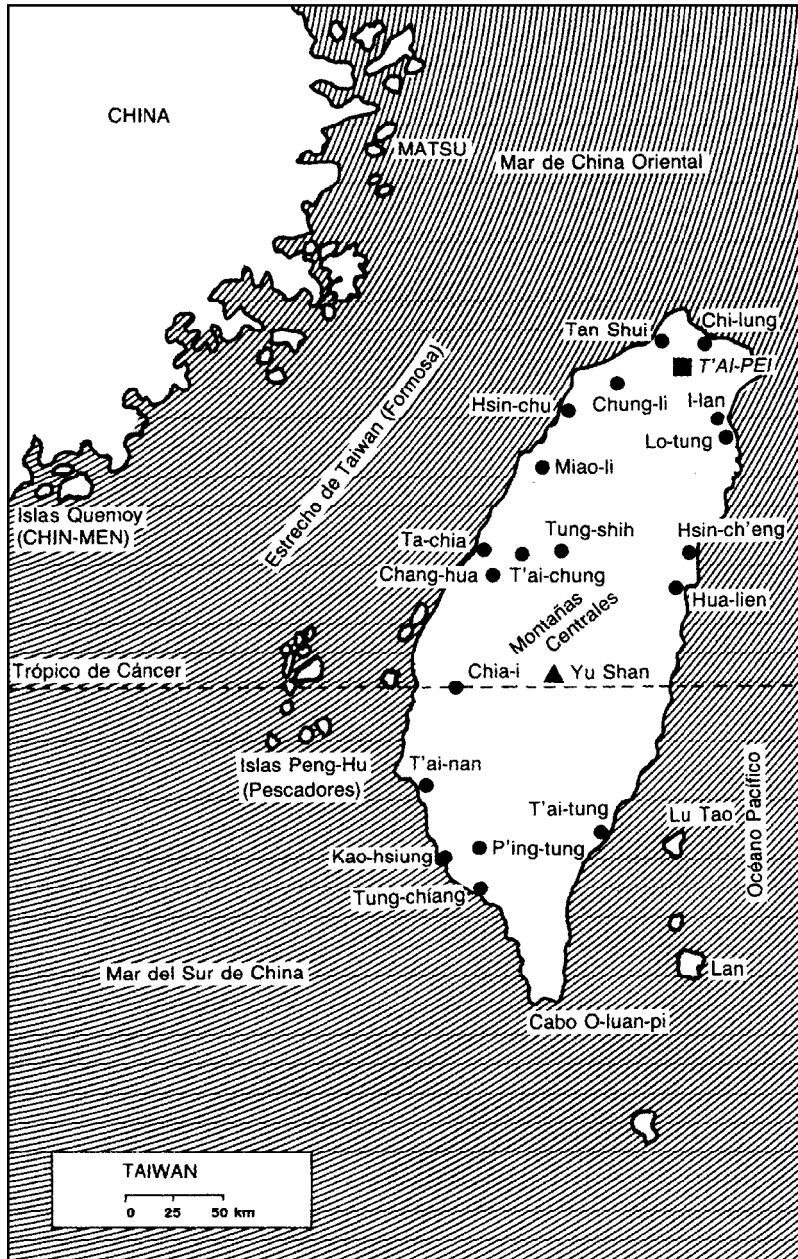 CHINA
MATSU
Mar de China Oriental
Tan Shui
Chi-lung
T'AI-PEI
Chung-li
I-lan
Hsin-chu
Lo-tung
Estrecho de Taiwan (Formosa)
Miao-li
Islas Quemoy
(CHIN-MEN)
Ta-chia
Tung-shih
Hsin-ch'eng
Chang-hua
T'ai-chung
Hua-lien
Montañas
Centrales
Trópico de Cáncer
Chia-i
Yu Shan
Islas Peng-Hu
(Pescadores)
T'ai-nan
Oceano Pacífico
T'ai-tung
Lu Tao
Kao-hsiung
P'ing-tung
Tung-chiang
Mar del Sur de China
Lan
Cabo O-luan-pi
TAIWAN
0 25 50 km